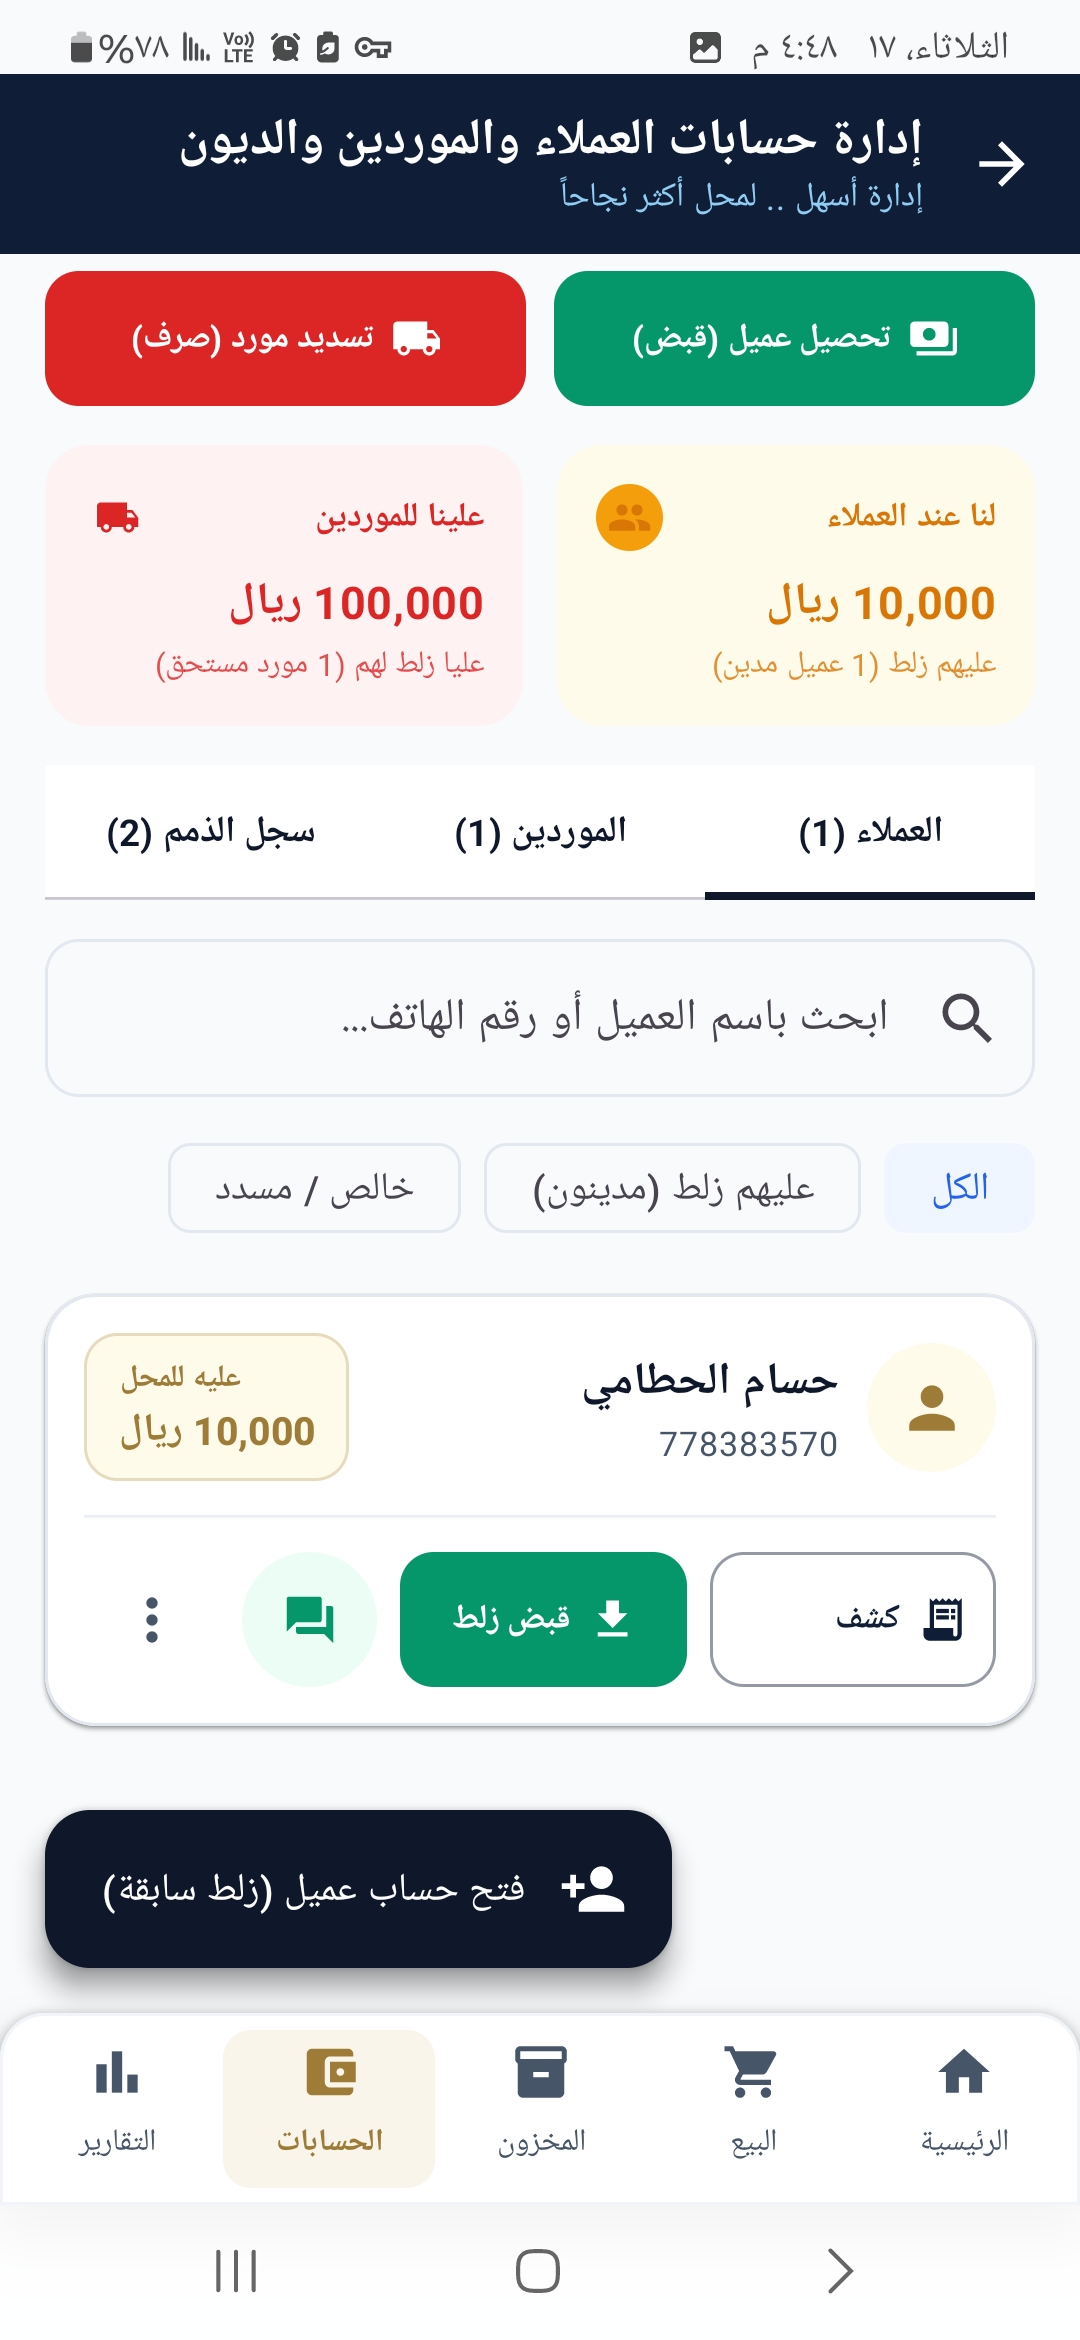 الثلاثاء، ١٧ ٤:٤٨ م
Vo)) LTE ٧٨%
إدارة حسابات العملاء والموردين والديون
إدارة أسهل .. لمحل أكثر نجاحاً
تحصيل عميل (قبض)
تسديد مورد (صرف)
لنا عند العملاء
10,000 ريال
عليهم زلط (1 عميل مدين)
علينا للموردين
100,000 ريال
عليا زلط لهم (1 مورد مستحق)
العملاء (1)
الموردين (1)
سجل الذمم (2)
ابحث باسم العميل أو رقم الهاتف...
الكل
عليهم زلط (مدينون)
خالص / مسدد
حسام الحطامي
778383570
عليه للمحل
10,000 ريال
كشف
قبض زلط
فتح حساب عميل (زلط سابقة)
الرئيسية
البيع
المخزون
الحسابات
التقارير